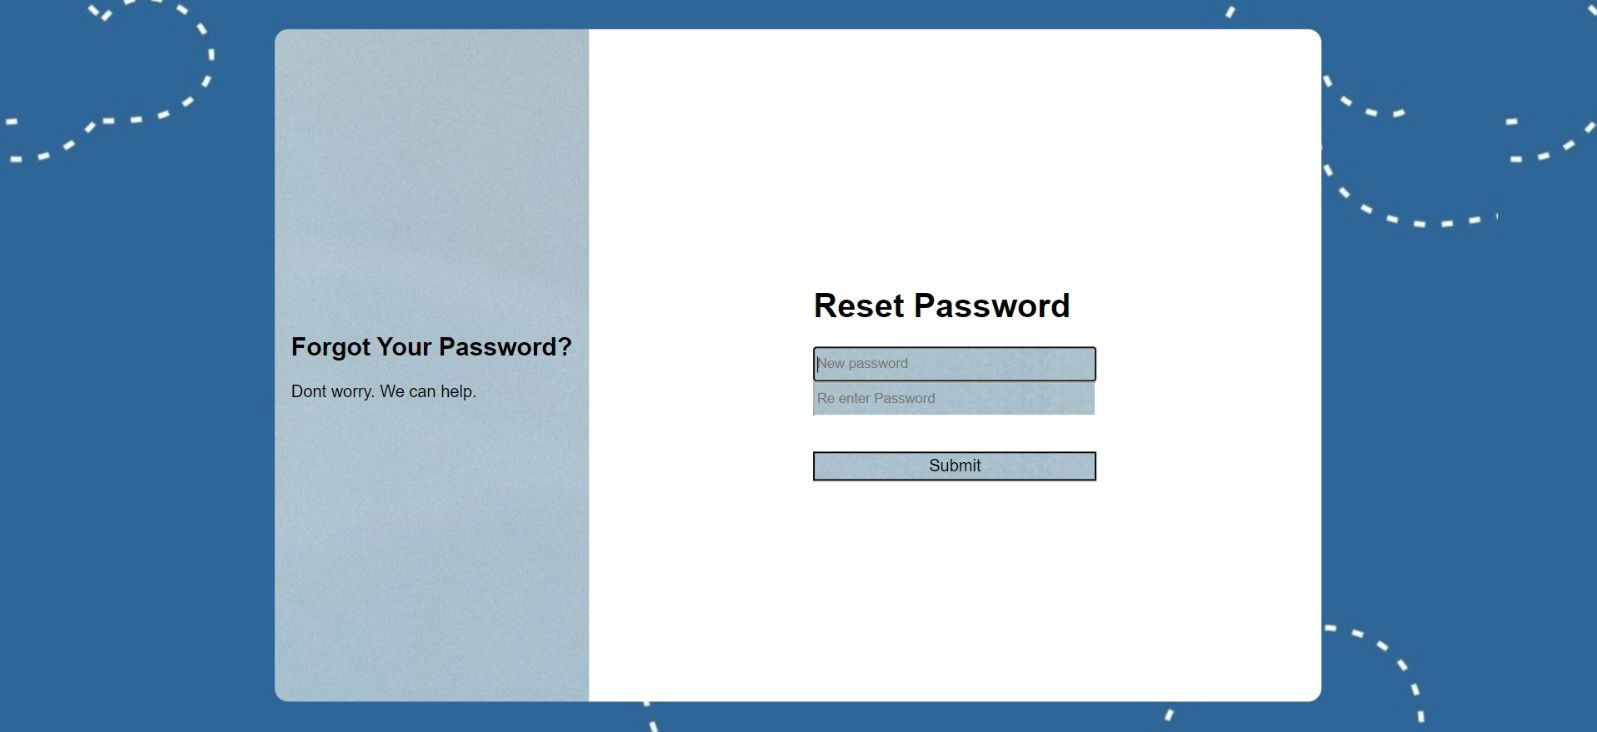 Forgot Your Password?
Dont worry. We can help.
Reset Password
New password
Re enter Password
Submit